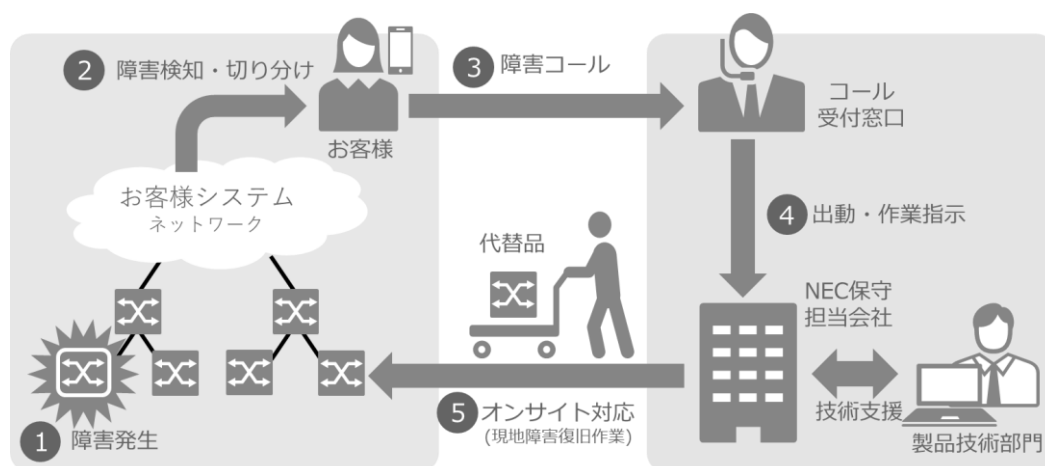 2 障害検知・切り分け
お客様
3 障害コール
コール
受付窓口
お客様システム
ネットワーク
4 出動・作業指示
代替品
NEC保守
担当会社
技術支援
製品技術部門
5 オンサイト対応
(現地障害復旧作業)
1 障害発生